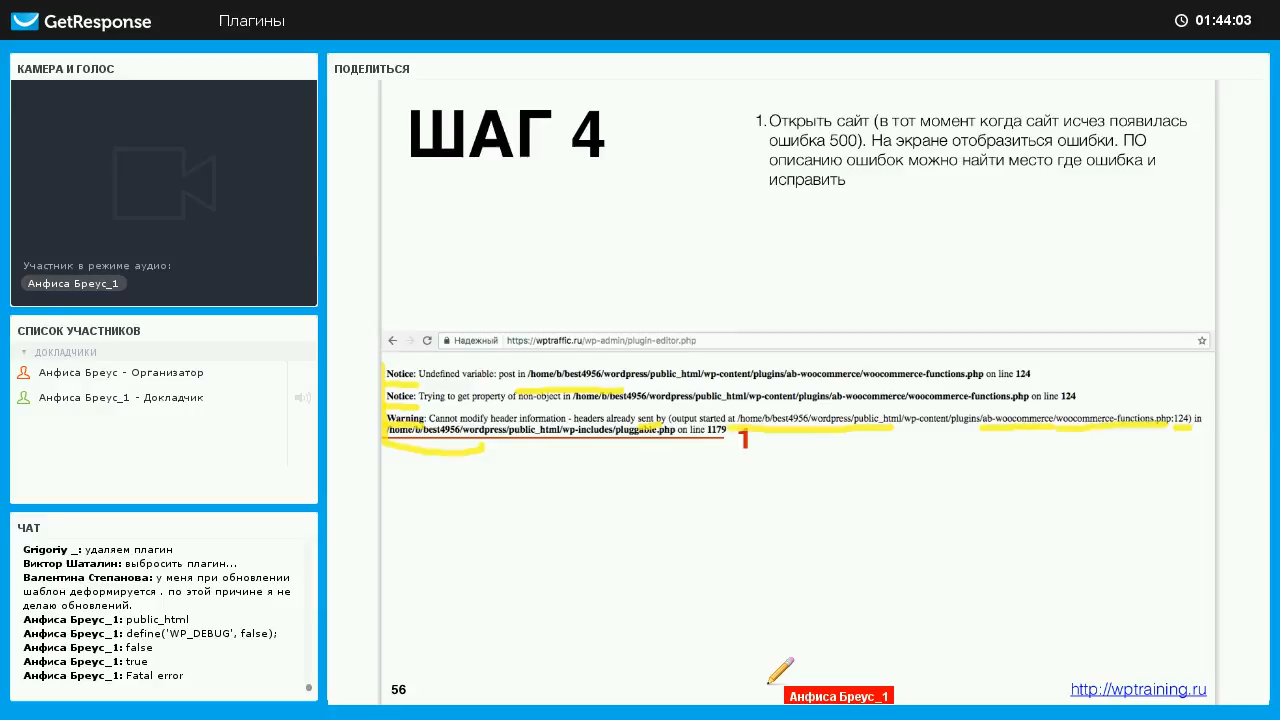 GetResponse
Плагины
01:44:03
КАМЕРА И ГОЛОС
Участник в режиме аудио:
Анфиса Бреус_1
СПИСОК УЧАСТНИКОВ
ДОКЛАДЧИКИ
Анфиса Бреус - Организатор
Анфиса Бреус_1 - Докладчик
ЧАТ
Grigoriy _: удаляем плагин
Виктор Шаталин: выбросить плагин...
Валентина Степанова: у меня при обновлении
шаблон деформируется . по этой причине я не
делаю обновлений.
Анфиса Бреус_1: public_html
Анфиса Бреус_1: define('WP_DEBUG', false);
Анфиса Бреус_1: false
Анфиса Бреус_1: true
Анфиса Бреус_1: Fatal error
ПОДЕЛИТЬСЯ
ШАГ 4
1. Открыть сайт (в тот момент когда сайт исчез появилась
ошибка 500). На экране отобразиться ошибки. ПО
описанию ошибок можно найти место где ошибка и
исправить
Надежный https://wptraffic.ru/wp-admin/plugin-editor.php
Notice: Undefined variable: post in /home/b/best4956/wordpress/public_html/wp-content/plugins/ab-woocommerce/woocommerce-functions.php on line 124
Notice: Trying to get property of non-object in /home/b/best4956/wordpress/public_html/wp-content/plugins/ab-woocommerce/woocommerce-functions.php on line 124
Warning: Cannot modify header information - headers already sent by (output started at /home/b/best4956/wordpress/public_html/wp-content/plugins/ab-woocommerce/woocommerce-functions.php:124) in
/home/b/best4956/wordpress/public_html/wp-includes/pluggable.php on line 1179
1
56
Анфиса Бреус_1
http://wptraining.ru